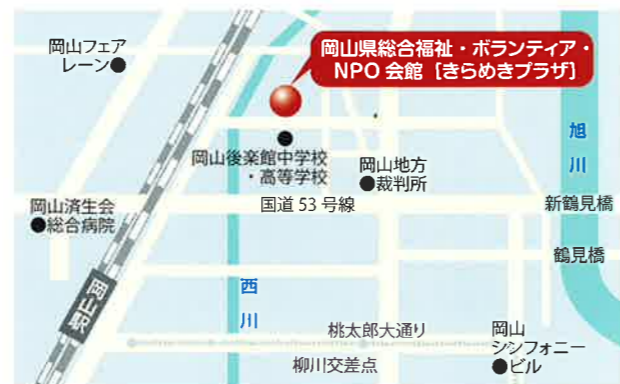 岡山フェア
レーン
岡山県総合福祉・ボランティア・
NPO 会館［きらめきプラザ］
旭川
岡山後楽館中学校
・高等学校
岡山地方
裁判所
岡山済生会
総合病院
国道 53 号線
新鶴見橋
鶴見橋
岡山駅
西川
桃太郎大通り
柳川交差点
岡山
シンフォニー
ビル